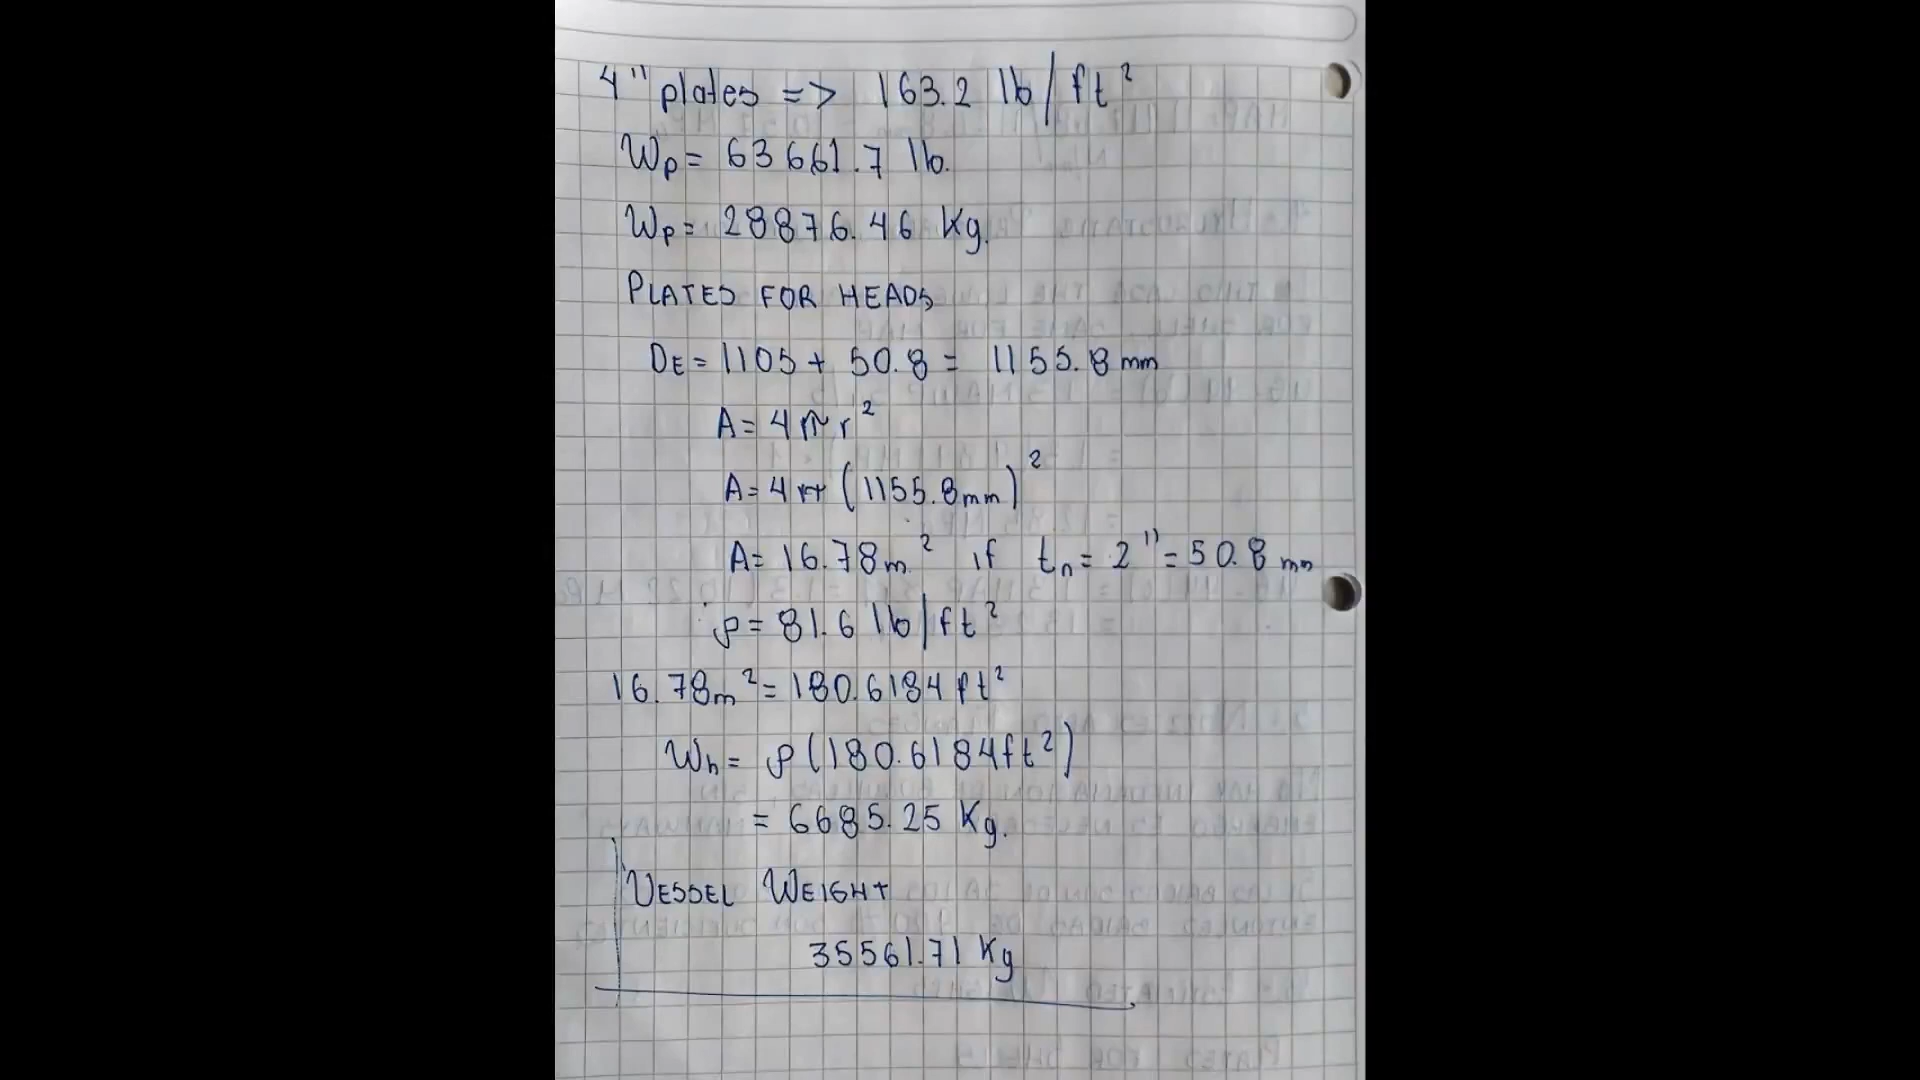 4" plates => 163.2 lb/ft²
Wp = 63661.7 lb.
Wp = 28876.46 Kg.
PLATES FOR HEADS
DE = 1105 + 50.8 = 1155.8 mm
A = 4πr²
A = 4π (1155.8mm)²
A = 16.78m² if tn = 2" = 50.8 mm
ρ = 81.6 lb/ft²
16.78m² = 180.6184 ft²
Wh = ρ(180.6184ft²)
= 6685.25 Kg.
VESSEL WEIGHT
35561.71 Kg